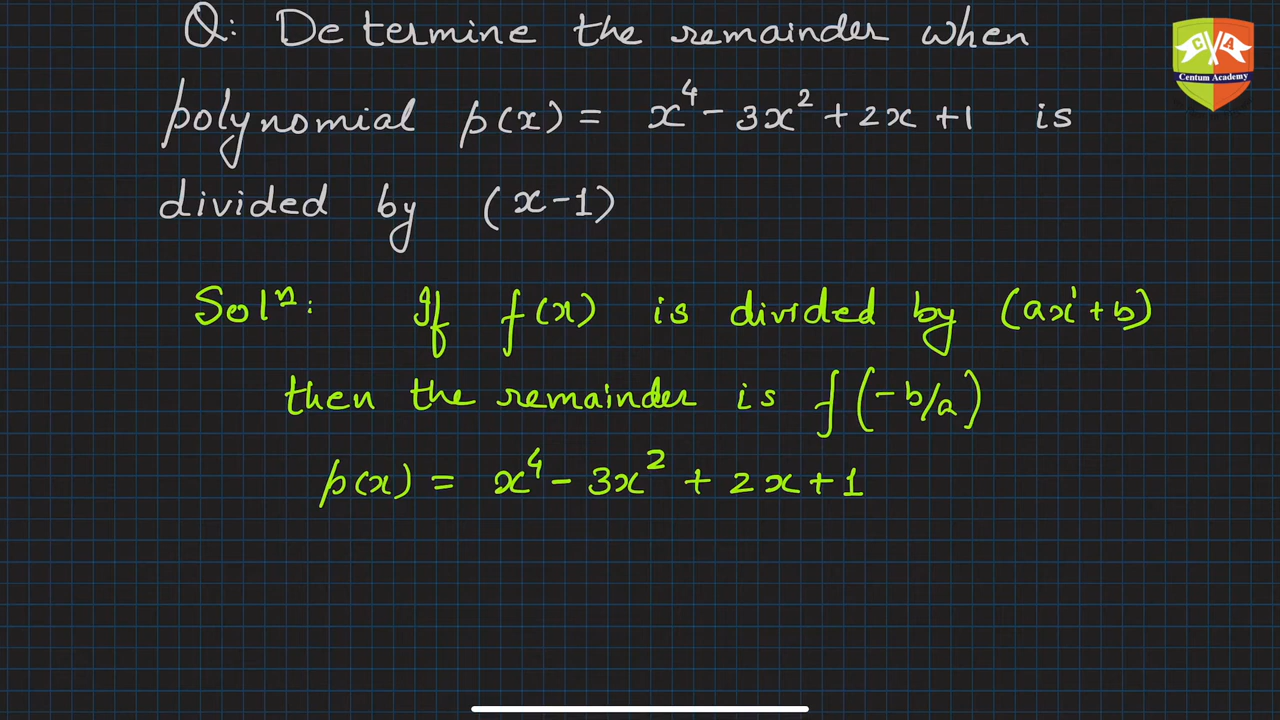 Q: Determine the remainder when
polynomial p(x) = x⁴ - 3x² + 2x + 1 is
divided by (x-1)
Solⁿ: If f(x) is divided by (ax¹ + b)
then the remainder is f(-b/a)
p(x) = x⁴ - 3x² + 2x + 1
C A
Centum Academy